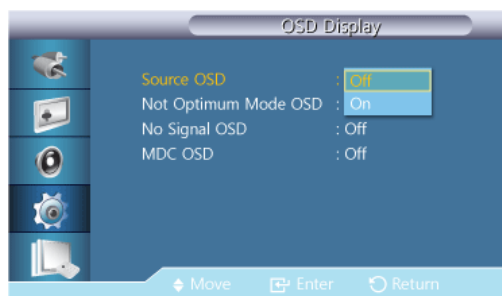 OSD Display
Source OSD : Off
Not Optimum Mode OSD : On
No Signal OSD : Off
MDC OSD : Off
Move Enter Return